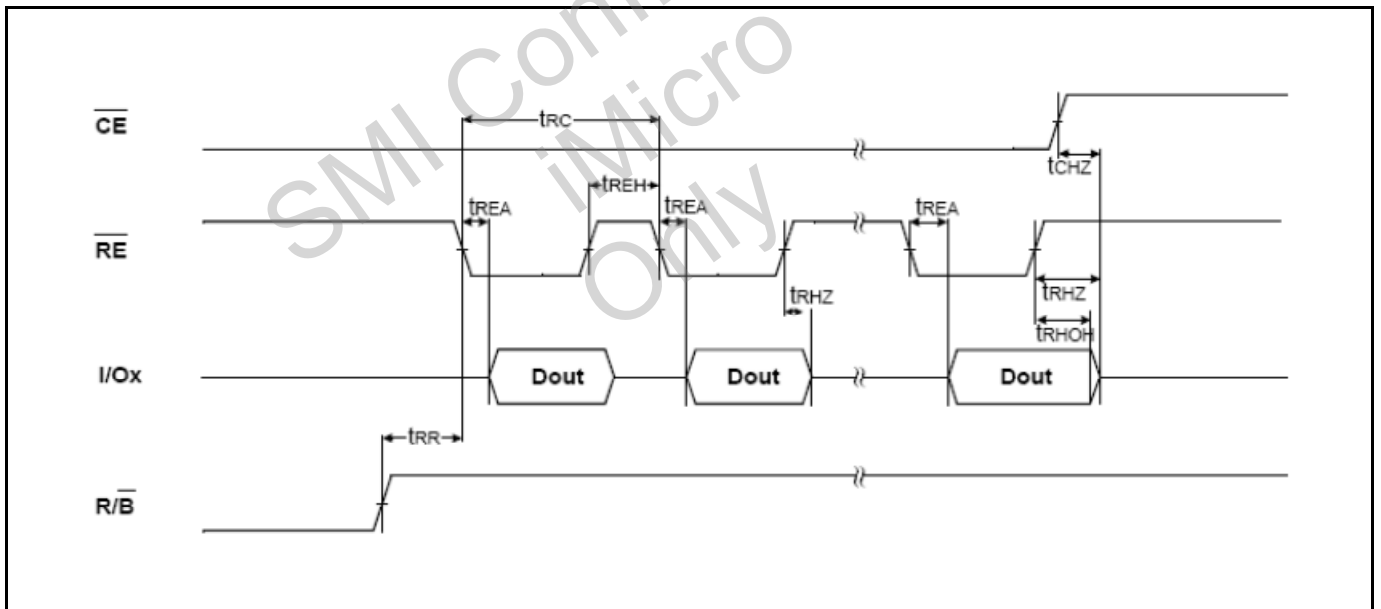 SMI Con
iMicro
Only
CE
tRC
tCHZ
tREH
tREA
tREA
tREA
RE
tRHZ
tRHZ
tRHOH
I/Ox
Dout
Dout
Dout
tRR
R/B